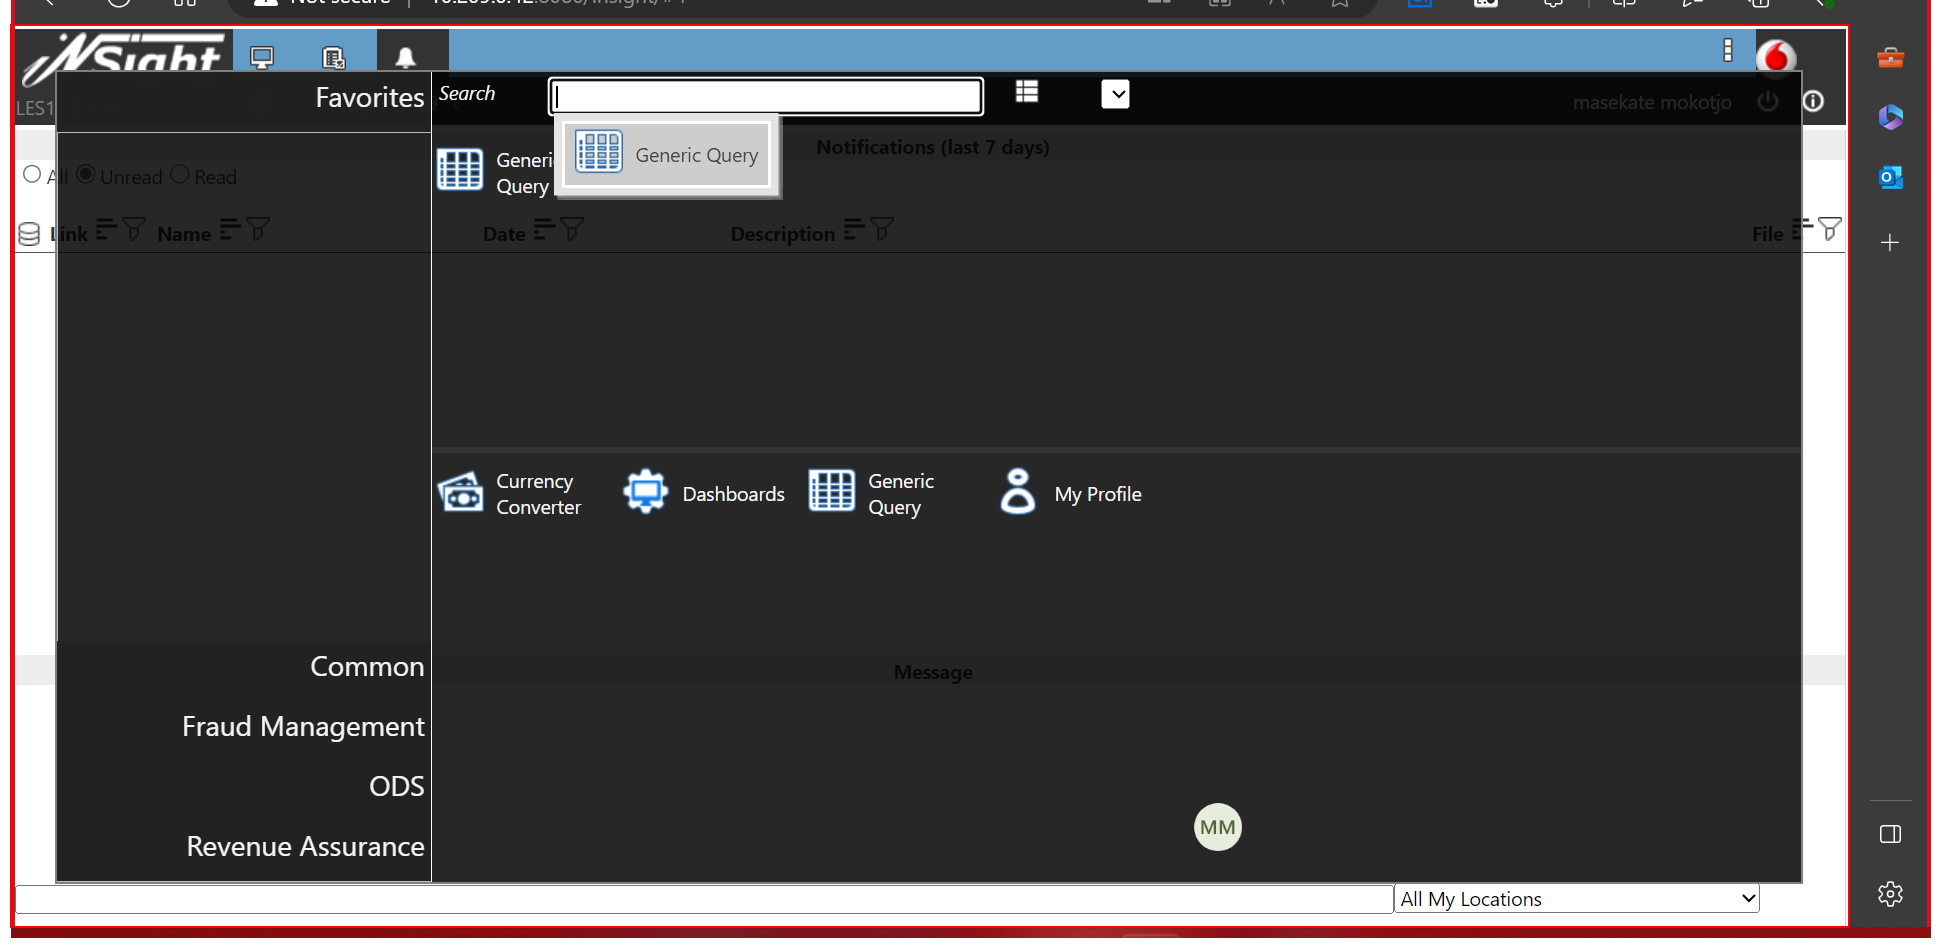 Not secure
NSight
LES1
Favorites
Search
masekate mokotjo
Generic Query
Notifications (last 7 days)
Generic
Query
All Unread Read
Link Name Date Description File
Currency
Converter
Dashboards
Generic
Query
My Profile
Common
Message
Fraud Management
ODS
MM
Revenue Assurance
All My Locations